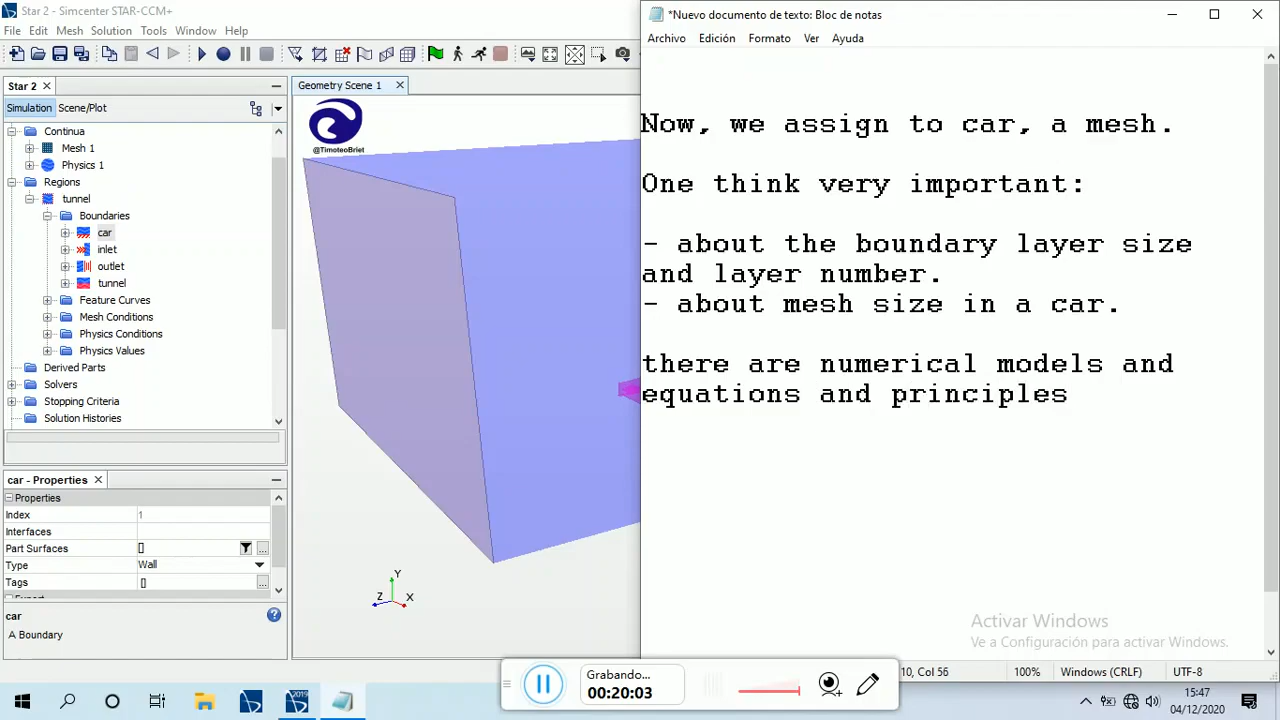 Star 2 - Simcenter STAR-CCM+
File Edit Mesh Solution Tools Window Help
Star 2
Simulation Scene/Plot
Continua
Mesh 1
Physics 1
Regions
tunnel
Boundaries
car
inlet
outlet
tunnel
Feature Curves
Mesh Conditions
Physics Conditions
Physics Values
Derived Parts
Solvers
Stopping Criteria
Solution Histories
car - Properties
Properties
Index 1
Interfaces
Part Surfaces []
Type Wall
Tags []
car
A Boundary
Geometry Scene 1
@TimoteoBriet
Y
Z X
*Nuevo documento de texto: Bloc de notas
Archivo Edición Formato Ver Ayuda
Now, we assign to car, a mesh.
One think very important:
- about the boundary layer size
and layer number.
- about mesh size in a car.
there are numerical models and
equations and principles
Activar Windows
Ve a Configuración para activar Windows.
10, Col 56 100% Windows (CRLF) UTF-8
Grabando...
00:20:03
2019
15:47
04/12/2020